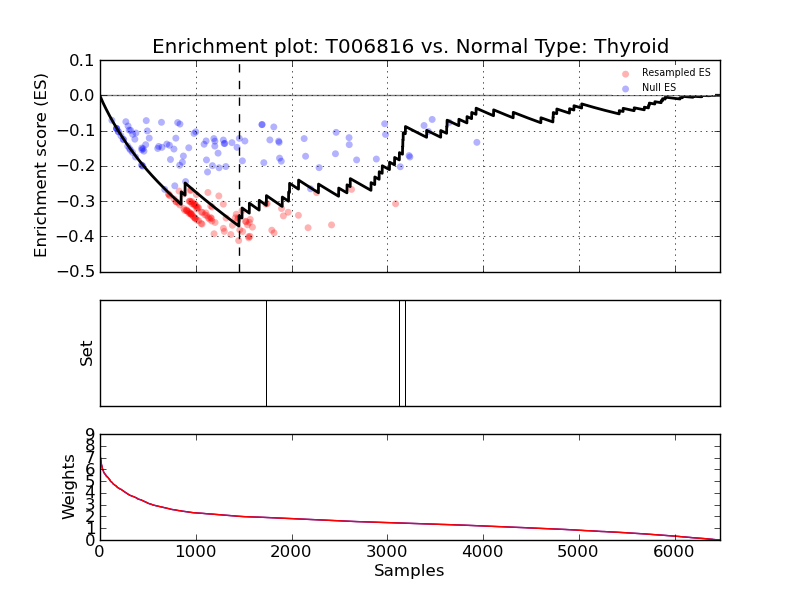 Enrichment plot: T006816 vs. Normal Type: Thyroid
Enrichment score (ES)
0.1
0.0
−0.1
−0.2
−0.3
−0.4
−0.5
Resampled ES
Null ES
Set
Weights
9
8
7
6
5
4
3
2
1
0
0 1000 2000 3000 4000 5000 6000
Samples